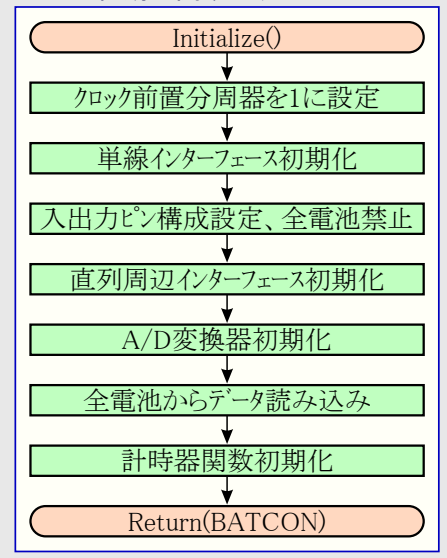 Initialize()
クロック前置分周器を1に設定
単線インターフェース初期化
入出力ピン構成設定、全電池禁止
直列周辺インターフェース初期化
A/D変換器初期化
全電池からデータ読み込み
計時器関数初期化
Return(BATCON)